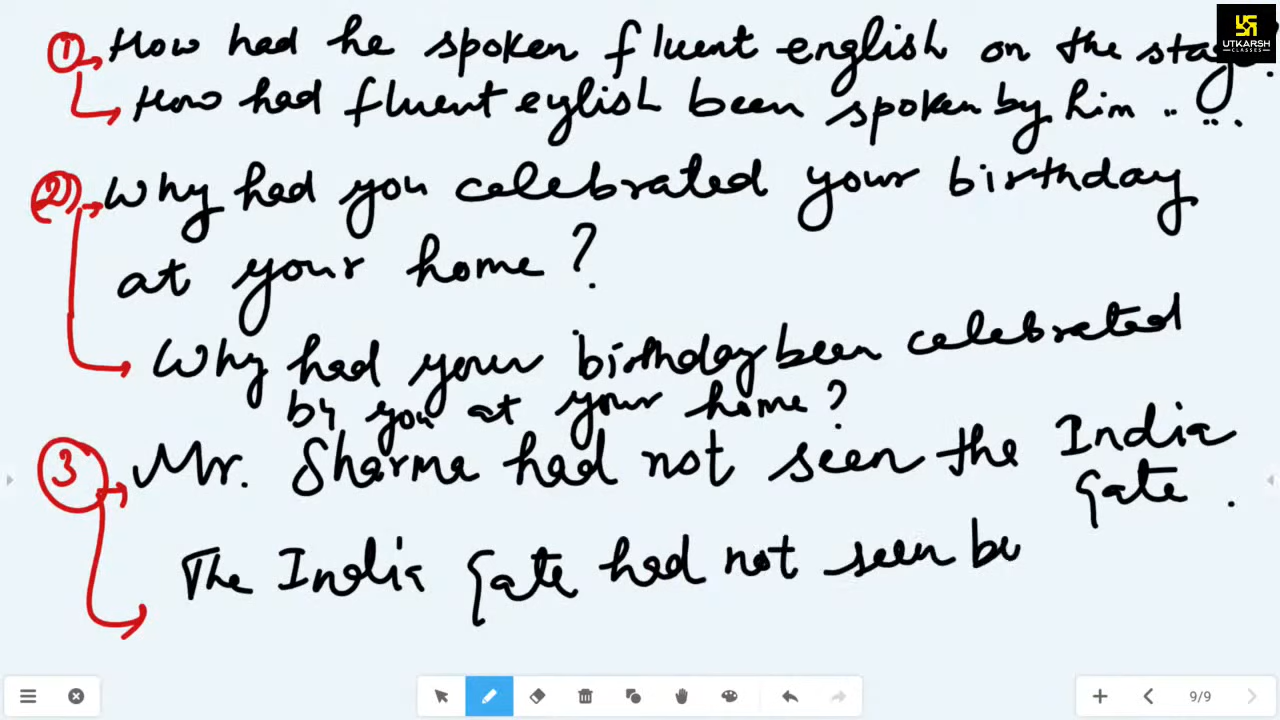 UTKARSH
CLASSES
① How had he spoken fluent english on the stage?
How had fluent eylish been spoken by him .. ...
(2) Why had you celebrated your birthday
at your home ?
Why had your birthday been celebrated
by you at your home ?
3 Mr. Sharma had not seen the India
Gate .
The India Gate had not seen be
9/9